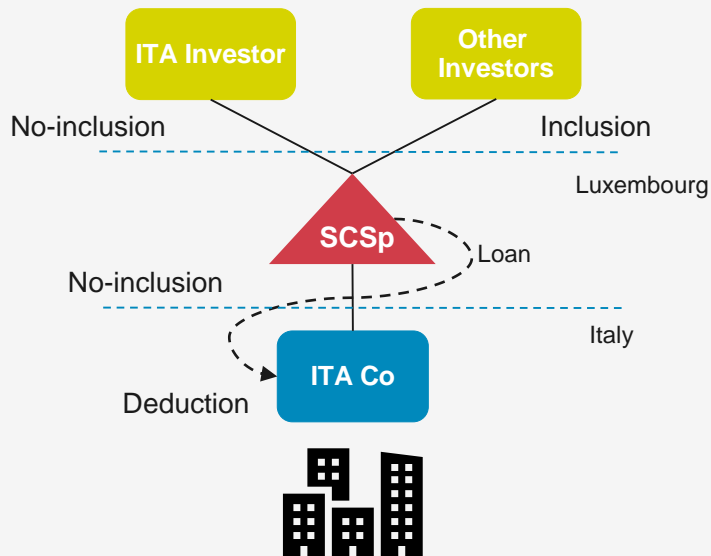 ITA Investor
Other
Investors
No-inclusion
Inclusion
Luxembourg
SCSp
Loan
No-inclusion
Italy
ITA Co
Deduction